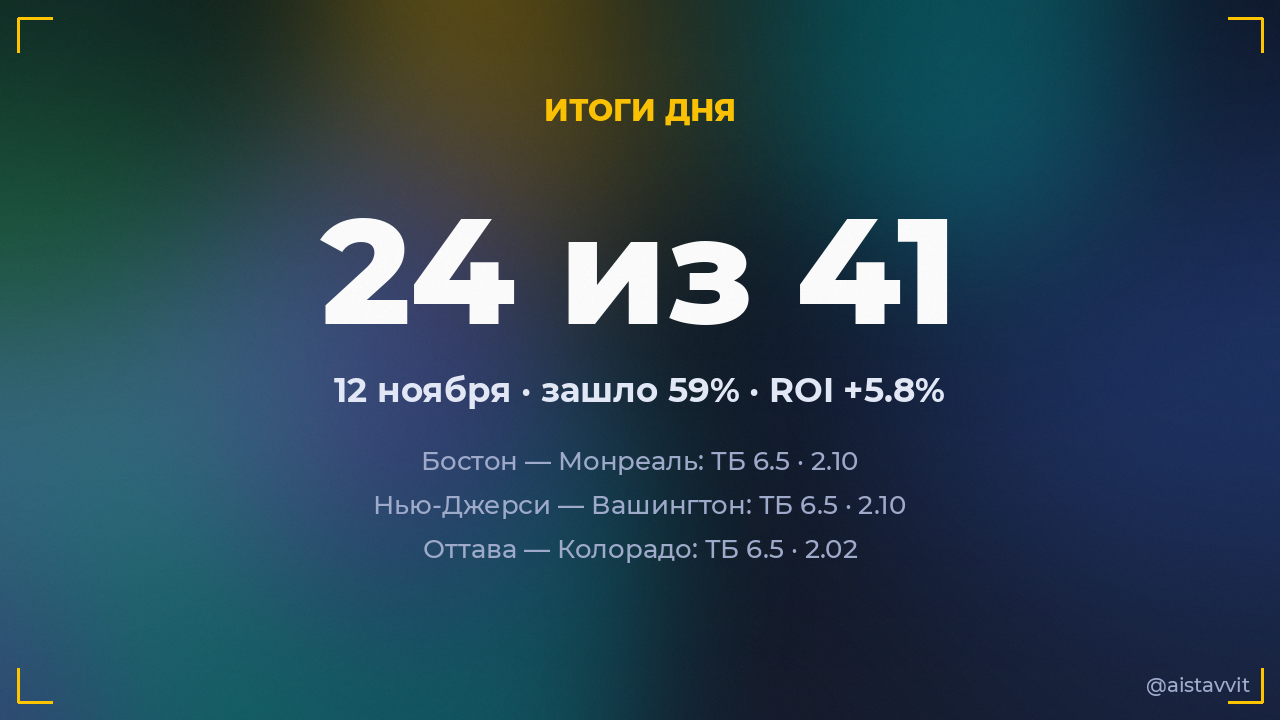 ИТОГИ ДНЯ
24 из 41
12 ноября · зашло 59% · ROI +5.8%
Бостон — Монреаль: ТБ 6.5 · 2.10
Нью-Джерси — Вашингтон: ТБ 6.5 · 2.10
Оттава — Колорадо: ТБ 6.5 · 2.02
@aistavvit